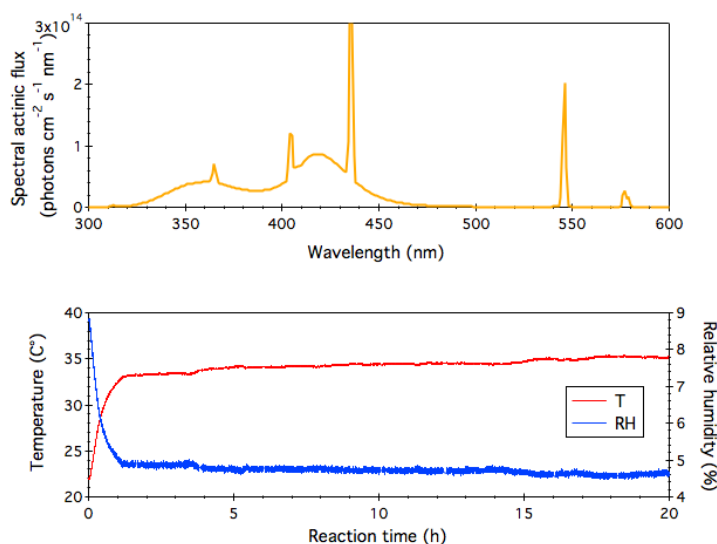 3x10^14
2
1
0
Spectral actinic flux
(photons cm^-2 s^-1 nm^-1)
300 350 400 450 500 550 600
Wavelength (nm)
40
35
30
25
20
Temperature (C°)
9
8
7
6
5
4
Relative humidity (%)
T
RH
0 5 10 15 20
Reaction time (h)